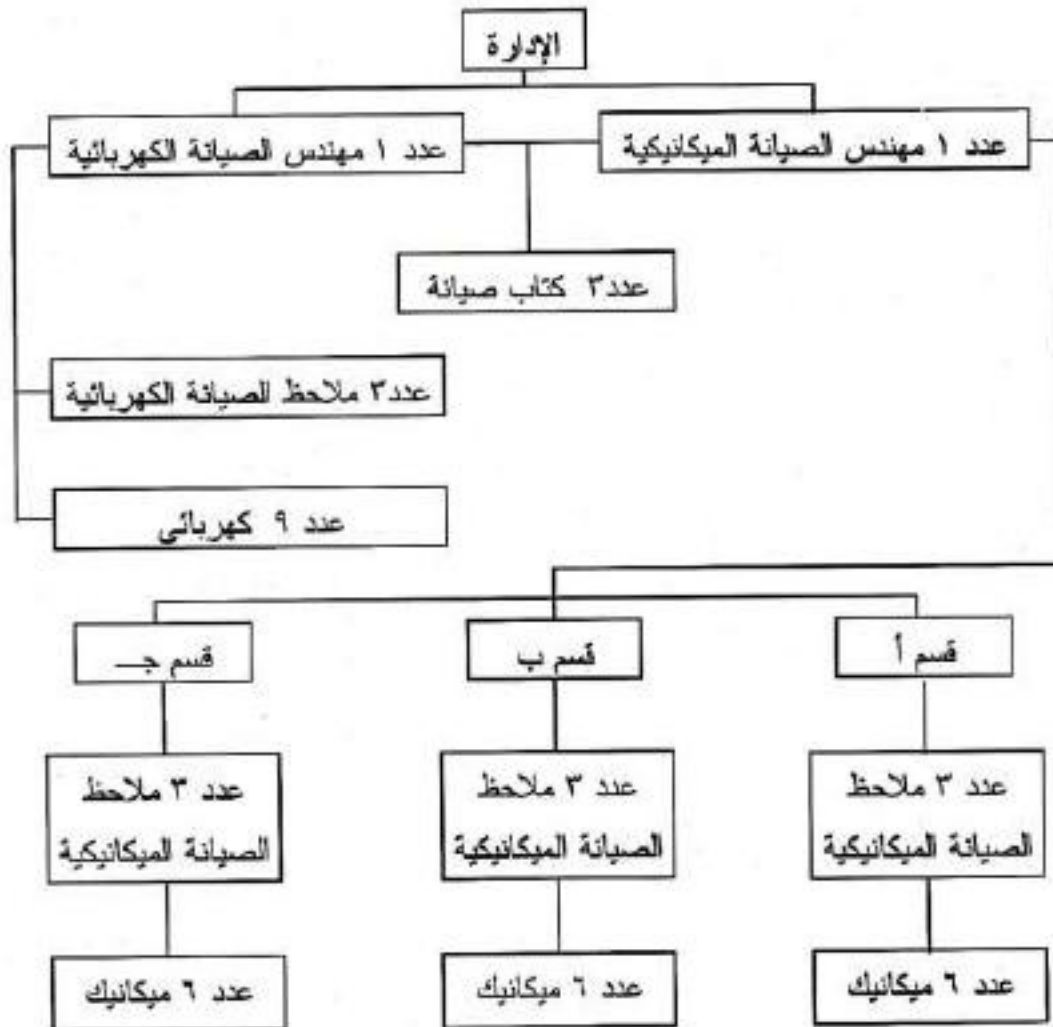 الإدارة
عدد ١ مهندس الصيانة الميكانيكية
عدد ١ مهندس الصيانة الكهربائية
عدد٣ كتاب صيانة
عدد٣ ملاحظ للصيانة الكهربائية
عدد ٩ كهربائى
قسم أ
قسم ب
قسم جـ
عدد ٣ ملاحظ
الصيانة الميكانيكية
عدد ٣ ملاحظ
الصيانة الميكانيكية
عدد ٣ ملاحظ
الصيانة الميكانيكية
عدد ٦ ميكانيك
عدد ٦ ميكانيك
عدد ٦ ميكانيك